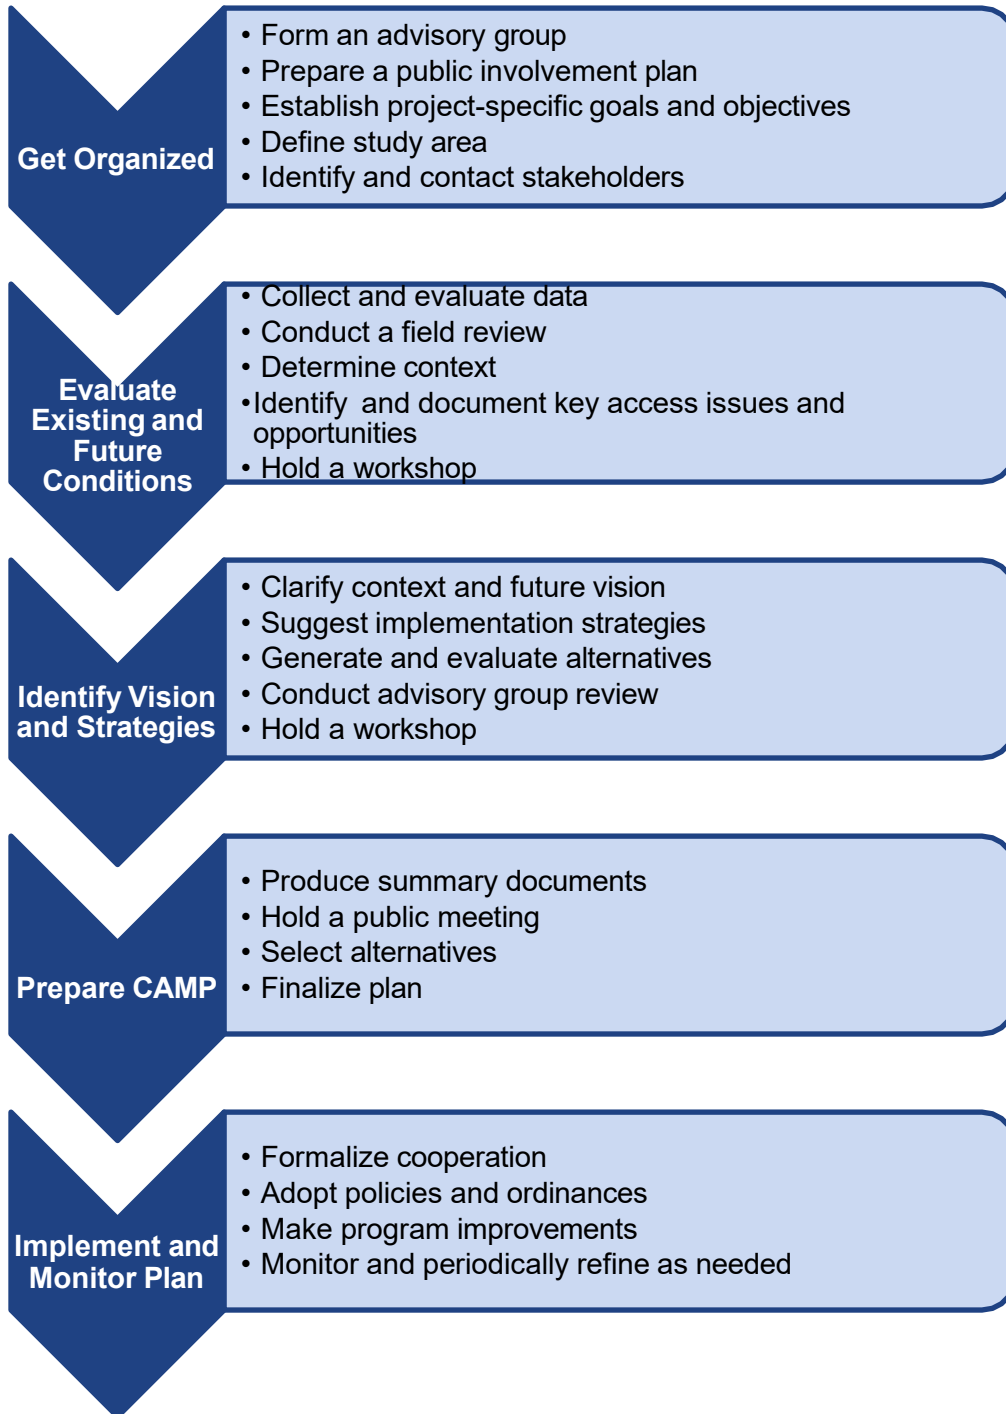 Get Organized
• Form an advisory group
• Prepare a public involvement plan
• Establish project-specific goals and objectives
• Define study area
• Identify and contact stakeholders
Evaluate
Existing and
Future
Conditions
• Collect and evaluate data
• Conduct a field review
• Determine context
•Identify  and document key access issues and
opportunities
• Hold a workshop
Identify Vision
and Strategies
• Clarify context and future vision
• Suggest implementation strategies
• Generate and evaluate alternatives
• Conduct advisory group review
• Hold a workshop
Prepare CAMP
• Produce summary documents
• Hold a public meeting
• Select alternatives
• Finalize plan
Implement and
Monitor Plan
• Formalize cooperation
• Adopt policies and ordinances
• Make program improvements
• Monitor and periodically refine as needed